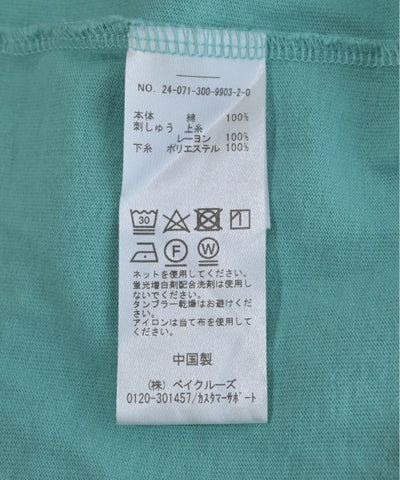 NO. 24-071-300-9903-2-0
本体 綿 100%
刺しゅう 上糸
レーヨン 100%
下糸 ポリエステル 100%
30 F W
ネットを使用してください。
蛍光増白剤配合洗剤は使用し
ないでください。
タンブラー乾燥はお避けくだ
さい。
アイロンは当て布を使用して
ください。
中国製
(株) ベイクルーズ
0120-301457/カスタマーサポート